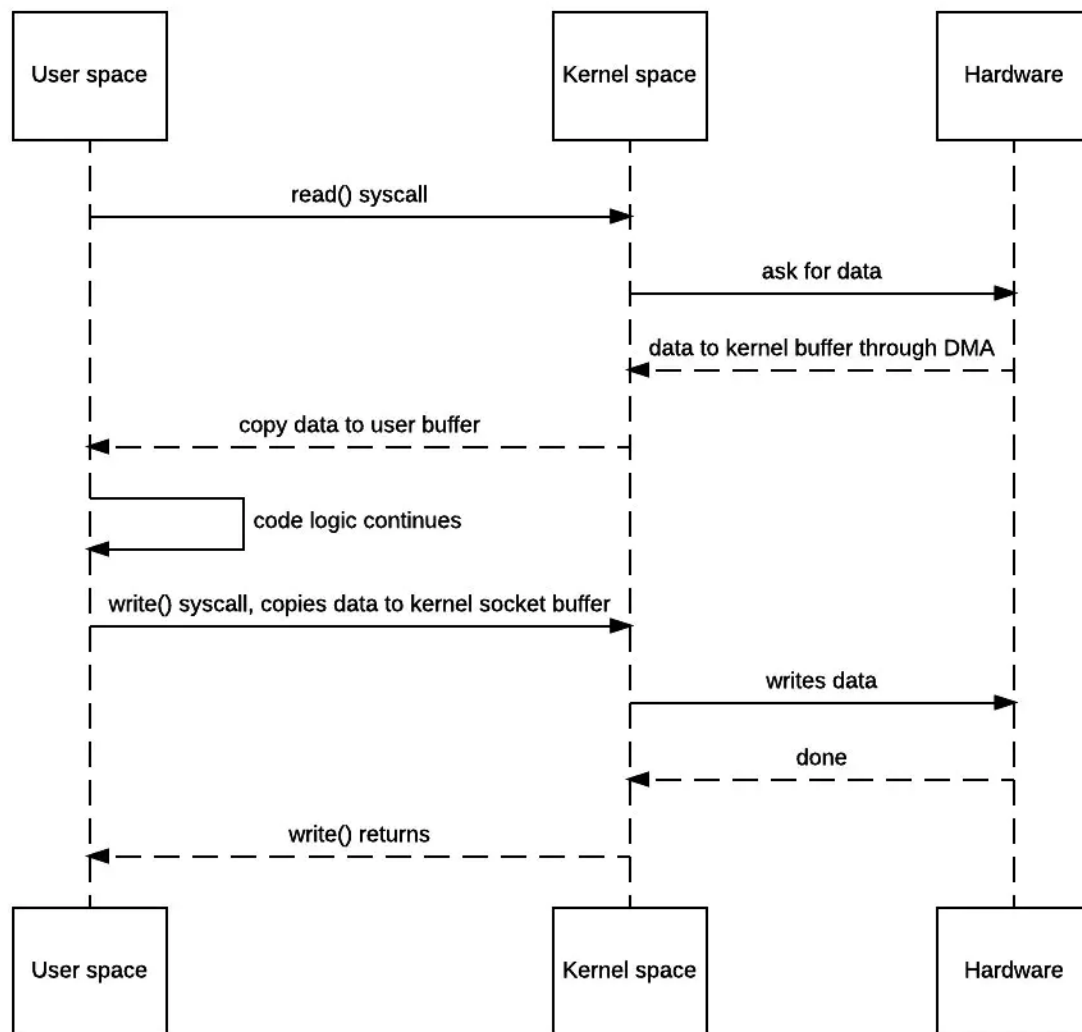 User space
Kernel space
Hardware
read() syscall
ask for data
data to kernel buffer through DMA
copy data to user buffer
code logic continues
write() syscall, copies data to kernel socket buffer
writes data
done
write() returns
User space
Kernel space
Hardware